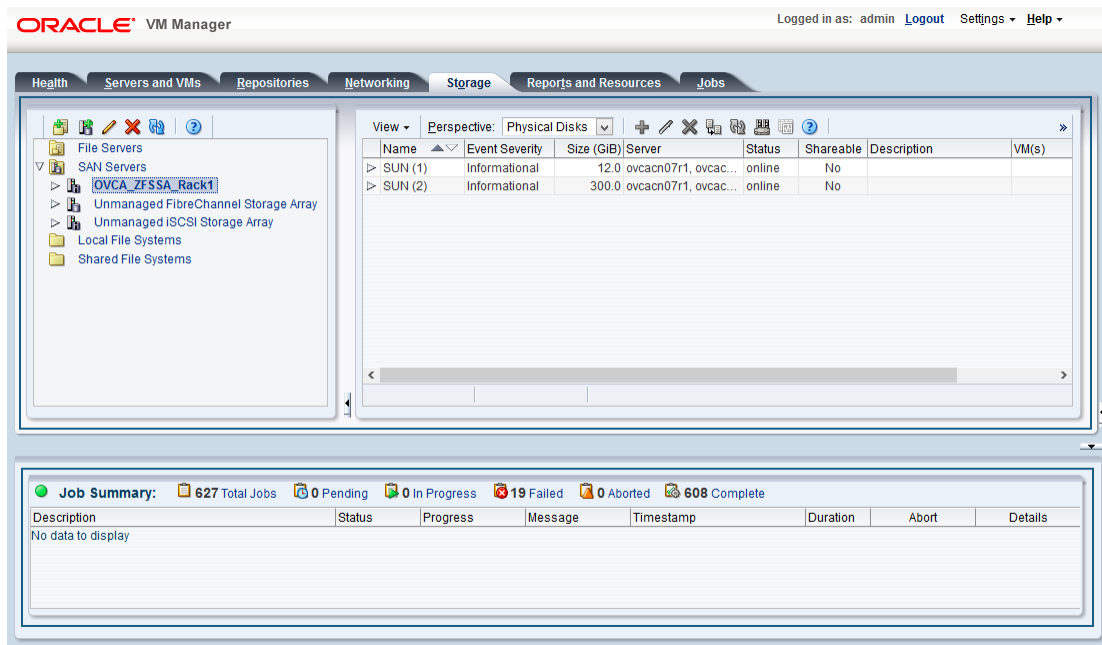 ORACLE® VM Manager
Logged in as: admin Logout Settings Help
Health Servers and VMs Repositories Networking Storage Reports and Resources Jobs
File Servers
SAN Servers
OVCA_ZFSSA_Rack1
Unmanaged FibreChannel Storage Array
Unmanaged iSCSI Storage Array
Local File Systems
Shared File Systems
View Perspective: Physical Disks »
Name Event Severity Size (GiB) Server Status Shareable Description VM(s)
SUN (1) Informational 12.0 ovcacn07r1, ovcac... online No
SUN (2) Informational 300.0 ovcacn07r1, ovcac... online No
Job Summary: 627 Total Jobs 0 Pending 0 In Progress 19 Failed 0 Aborted 608 Complete
Description Status Progress Message Timestamp Duration Abort Details
No data to display